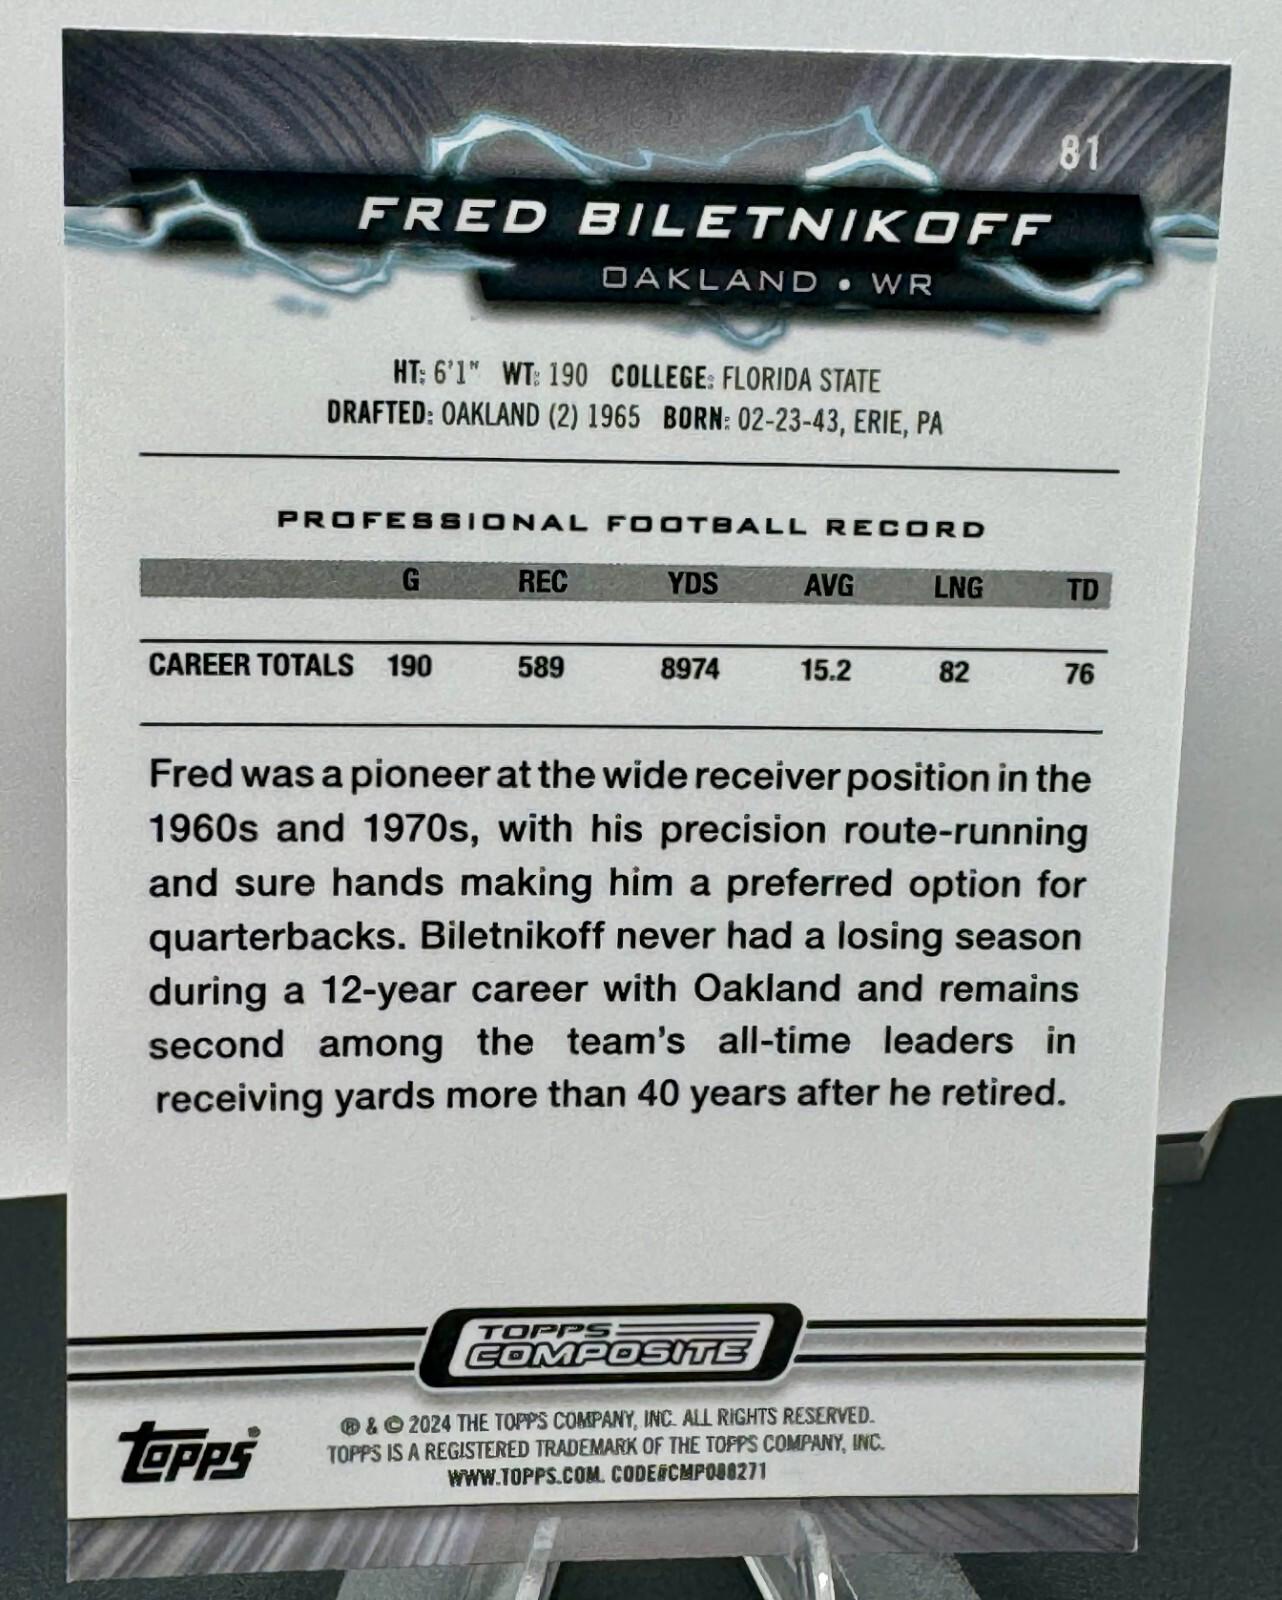 81
FRED BILETNIKOFF
OAKLAND • WR
HT: 6'1" WT: 190 COLLEGE: FLORIDA STATE
DRAFTED: OAKLAND (2) 1965 BORN: 02-23-43, ERIE, PA
PROFESSIONAL FOOTBALL RECORD
G REC YDS AVG LNG TD
CAREER TOTALS 190 589 8974 15.2 82 76
Fred was a pioneer at the wide receiver position in the
1960s and 1970s, with his precision route-running
and sure hands making him a preferred option for
quarterbacks. Biletnikoff never had a losing season
during a 12-year career with Oakland and remains
second among the team's all-time leaders in
receiving yards more than 40 years after he retired.
TOPPS
COMPOSITE
Topps®
® & © 2024 THE TOPPS COMPANY, INC. ALL RIGHTS RESERVED.
TOPPS IS A REGISTERED TRADEMARK OF THE TOPPS COMPANY, INC.
WWW.TOPPS.COM. CODE#CMP088271